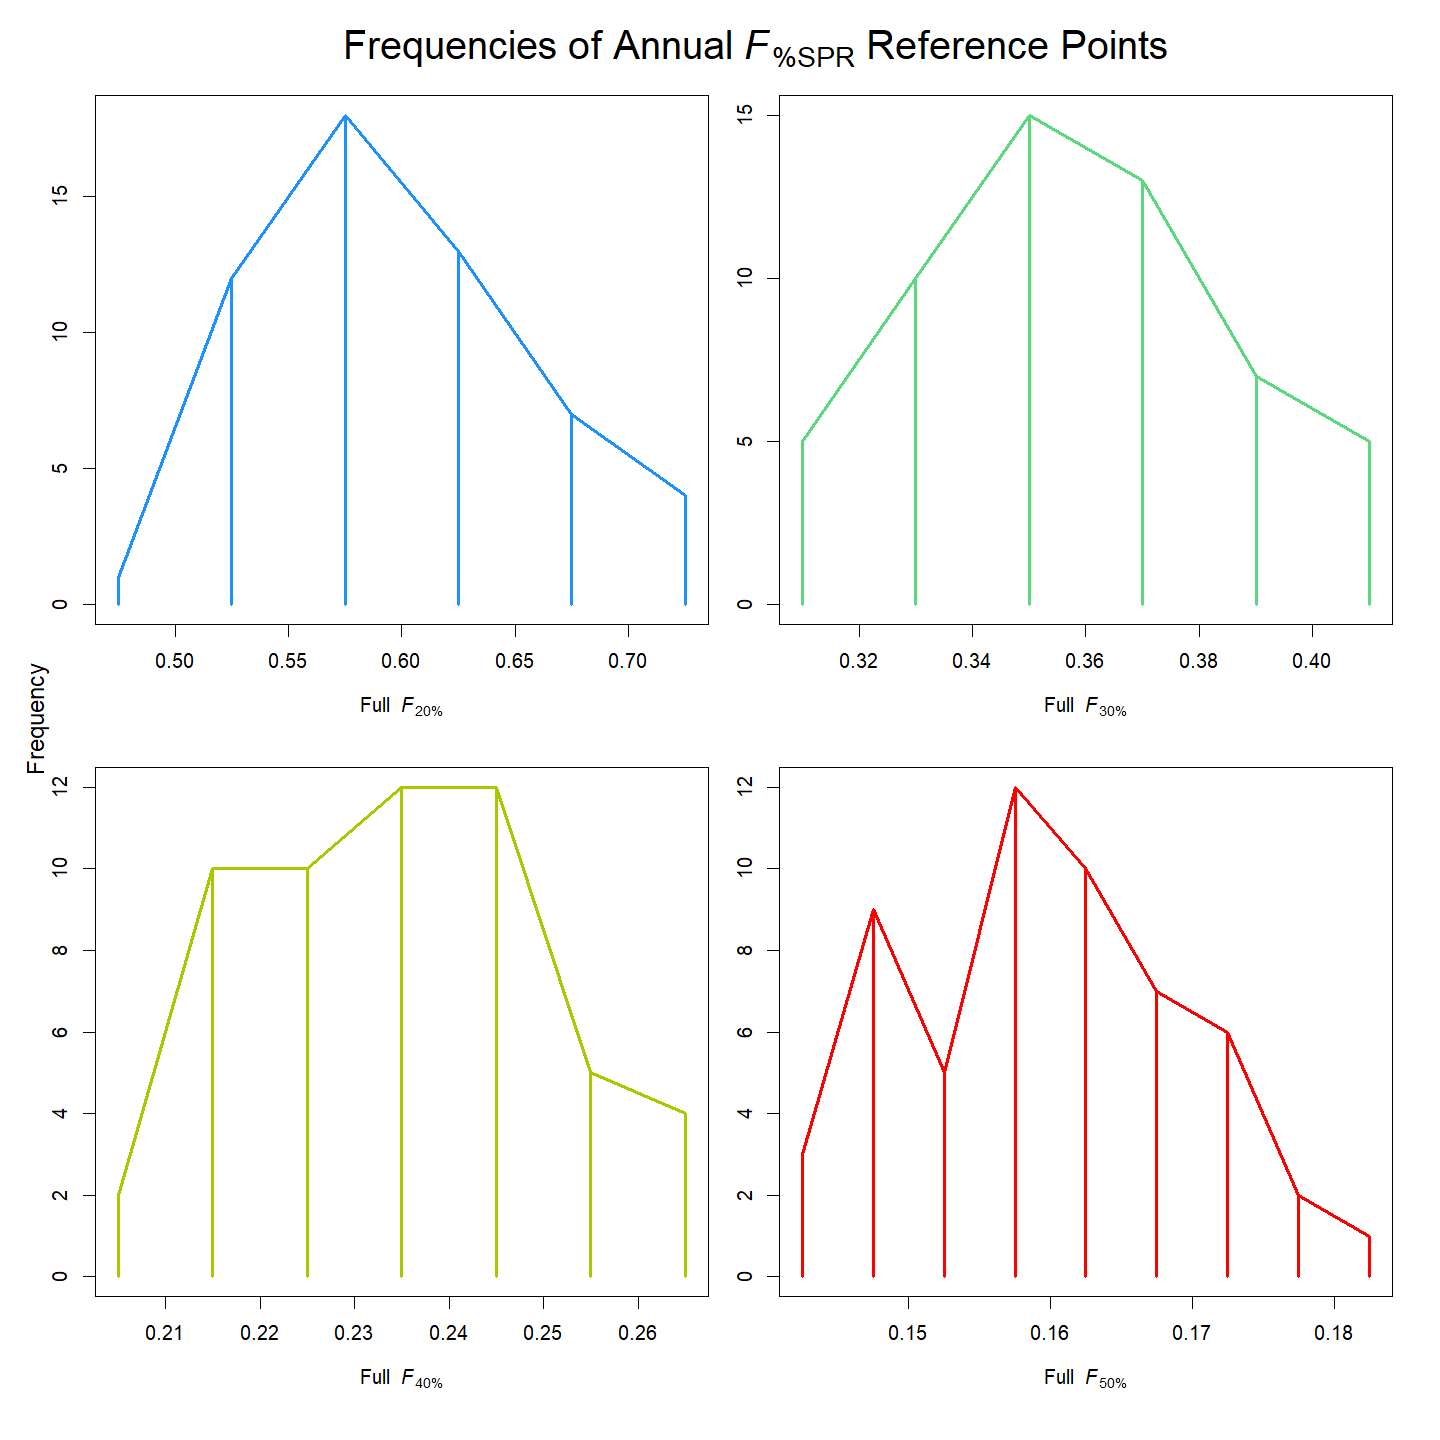 Frequencies of Annual F%SPR Reference Points
Frequency
0 5 10 15
0.50 0.55 0.60 0.65 0.70
Full F20%
0 5 10 15
0.32 0.34 0.36 0.38 0.40
Full F30%
0 2 4 6 8 10 12
0.21 0.22 0.23 0.24 0.25 0.26
Full F40%
0 2 4 6 8 10 12
0.15 0.16 0.17 0.18
Full F50%